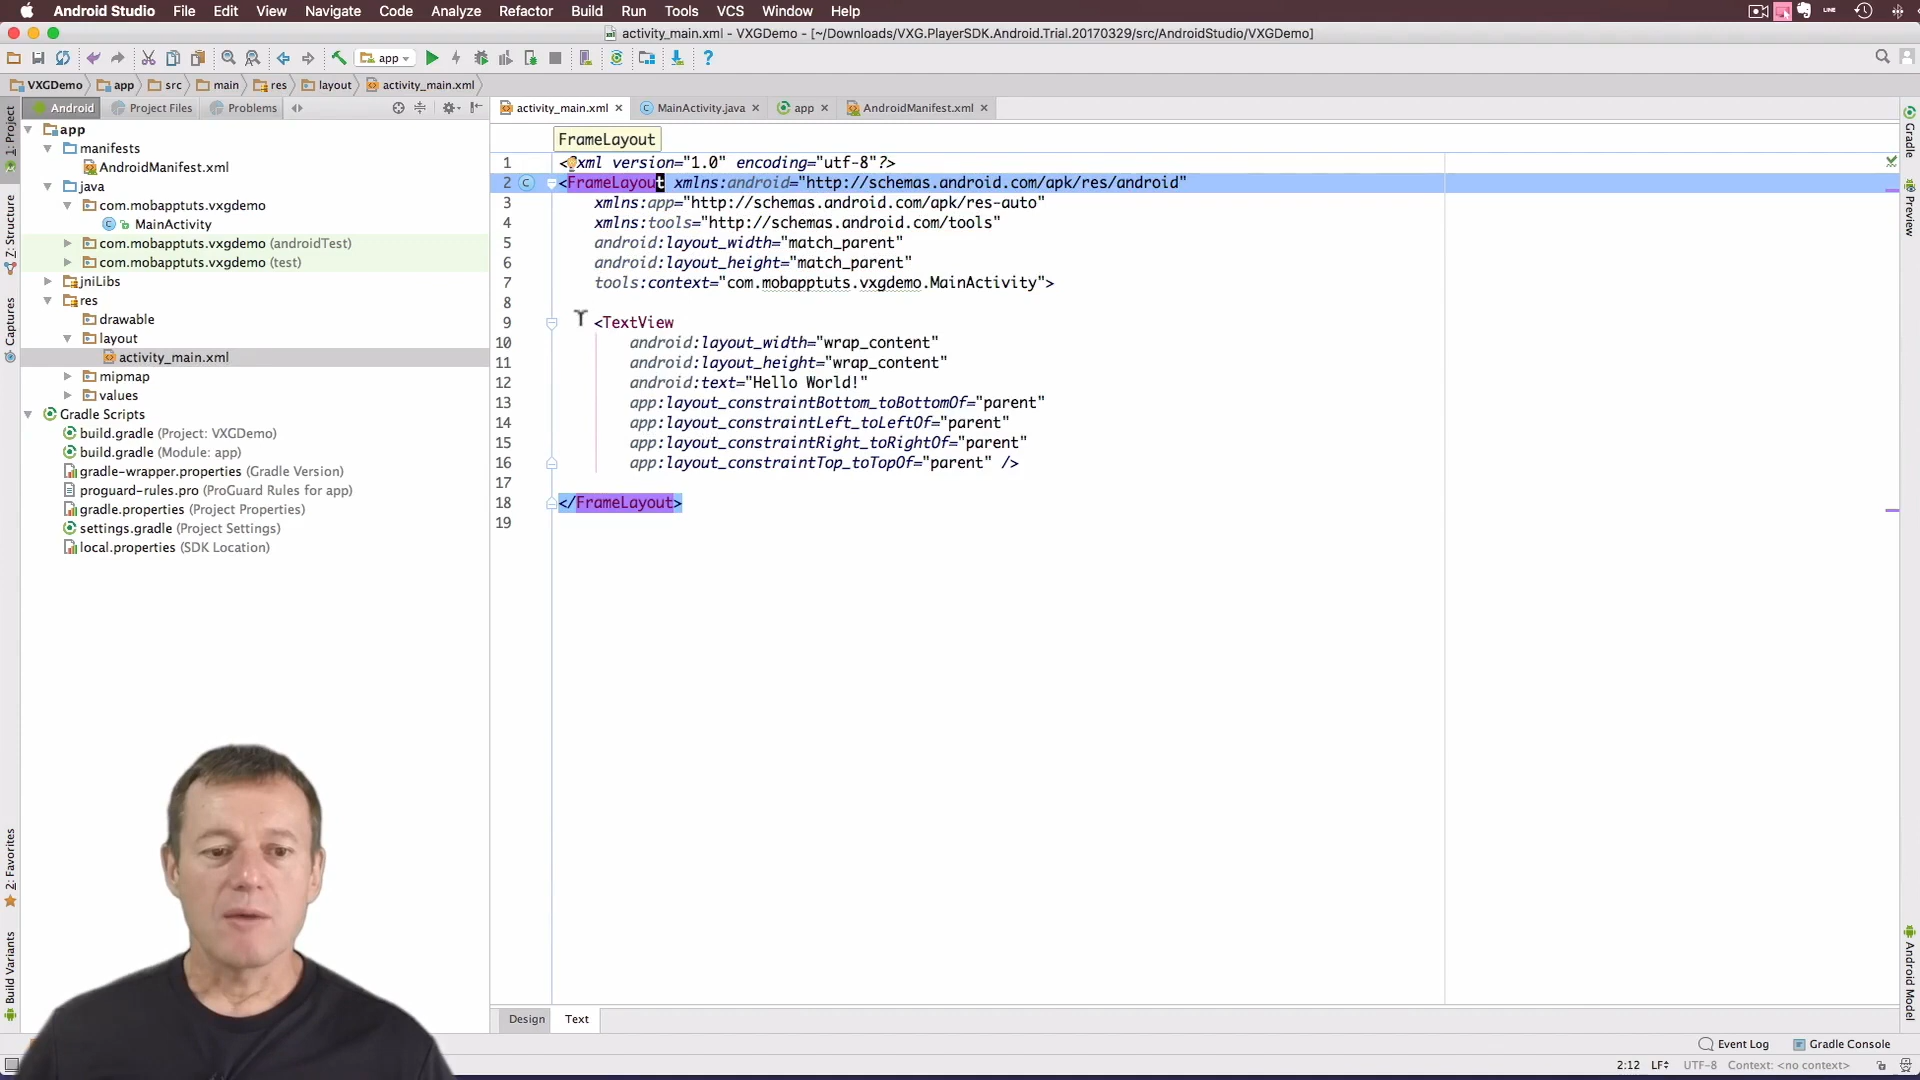 Android Studio File Edit View Navigate Code Analyze Refactor Build Run Tools VCS Window Help
activity_main.xml - VXGDemo - [~/Downloads/VXG.PlayerSDK.Android.Trial.20170329/src/AndroidStudio/VXGDemo]
app
VXGDemo app src main res layout activity_main.xml
Android Project Files Problems
activity_main.xml MainActivity.java app AndroidManifest.xml
1: Project
Z: Structure
Captures
2: Favorites
Build Variants
app
manifests
AndroidManifest.xml
java
com.mobapptuts.vxgdemo
MainActivity
com.mobapptuts.vxgdemo (androidTest)
com.mobapptuts.vxgdemo (test)
jniLibs
res
drawable
layout
activity_main.xml
mipmap
values
Gradle Scripts
build.gradle (Project: VXGDemo)
build.gradle (Module: app)
gradle-wrapper.properties (Gradle Version)
proguard-rules.pro (ProGuard Rules for app)
gradle.properties (Project Properties)
settings.gradle (Project Settings)
local.properties (SDK Location)
FrameLayout
1 <?xml version="1.0" encoding="utf-8"?>
2 <FrameLayout xmlns:android="http://schemas.android.com/apk/res/android"
3 xmlns:app="http://schemas.android.com/apk/res-auto"
4 xmlns:tools="http://schemas.android.com/tools"
5 android:layout_width="match_parent"
6 android:layout_height="match_parent"
7 tools:context="com.mobapptuts.vxgdemo.MainActivity">
8
9 <TextView
10 android:layout_width="wrap_content"
11 android:layout_height="wrap_content"
12 android:text="Hello World!"
13 app:layout_constraintBottom_toBottomOf="parent"
14 app:layout_constraintLeft_toLeftOf="parent"
15 app:layout_constraintRight_toRightOf="parent"
16 app:layout_constraintTop_toTopOf="parent" />
17
18 </FrameLayout>
19
Gradle
Preview
Android Model
Design Text
Event Log Gradle Console
2:12 LF UTF-8 Context: <no context>